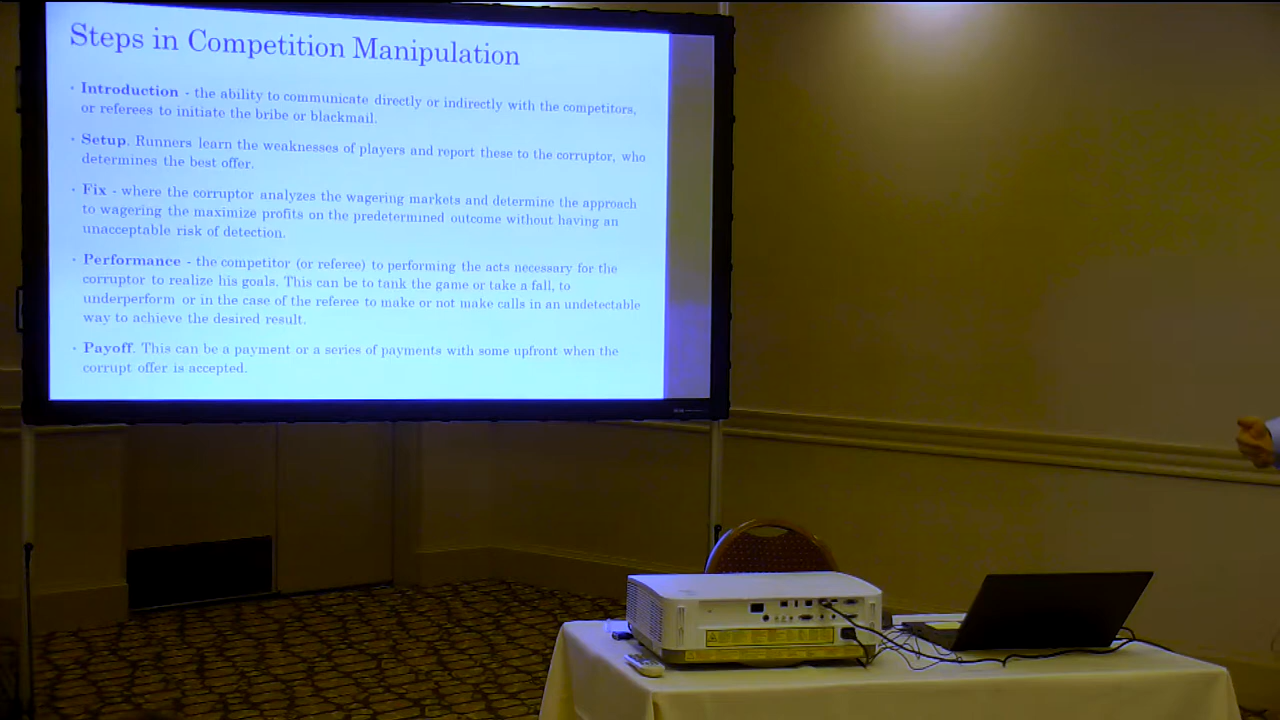 Steps in Competition Manipulation
• Introduction - the ability to communicate directly or indirectly with the competitors,
or referees to initiate the bribe or blackmail.
• Setup. Runners learn the weaknesses of players and report these to the corruptor, who
determines the best offer.
• Fix - where the corruptor analyzes the wagering markets and determine the approach
to wagering the maximize profits on the predetermined outcome without having an
unacceptable risk of detection.
• Performance - the competitor (or referee) to performing the acts necessary for the
corruptor to realize his goals. This can be to tank the game or take a fall, to
underperform or in the case of the referee to make or not make calls in an undetectable
way to achieve the desired result.
• Payoff. This can be a payment or a series of payments with some upfront when the
corrupt offer is accepted.